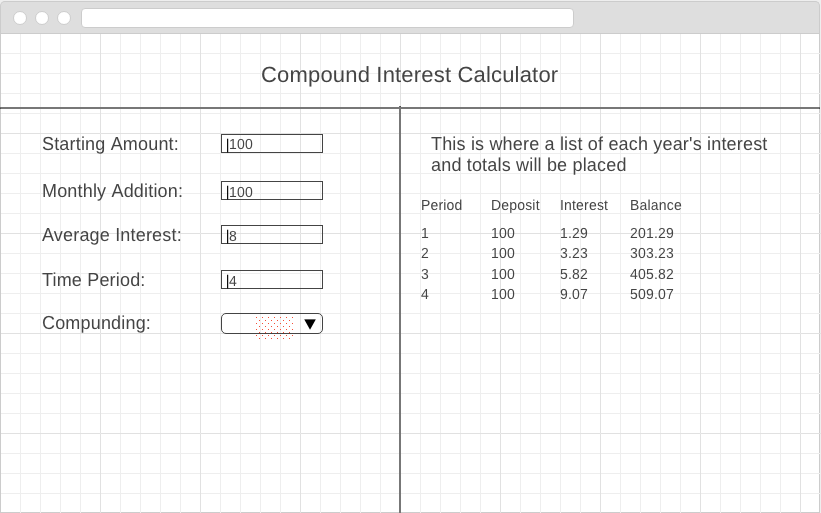 Compound Interest Calculator
Starting Amount: 100
Monthly Addition: 100
Average Interest: 8
Time Period: 4
Compunding:
This is where a list of each year's interest
and totals will be placed
Period Deposit Interest Balance
1 100 1.29 201.29
2 100 3.23 303.23
3 100 5.82 405.82
4 100 9.07 509.07